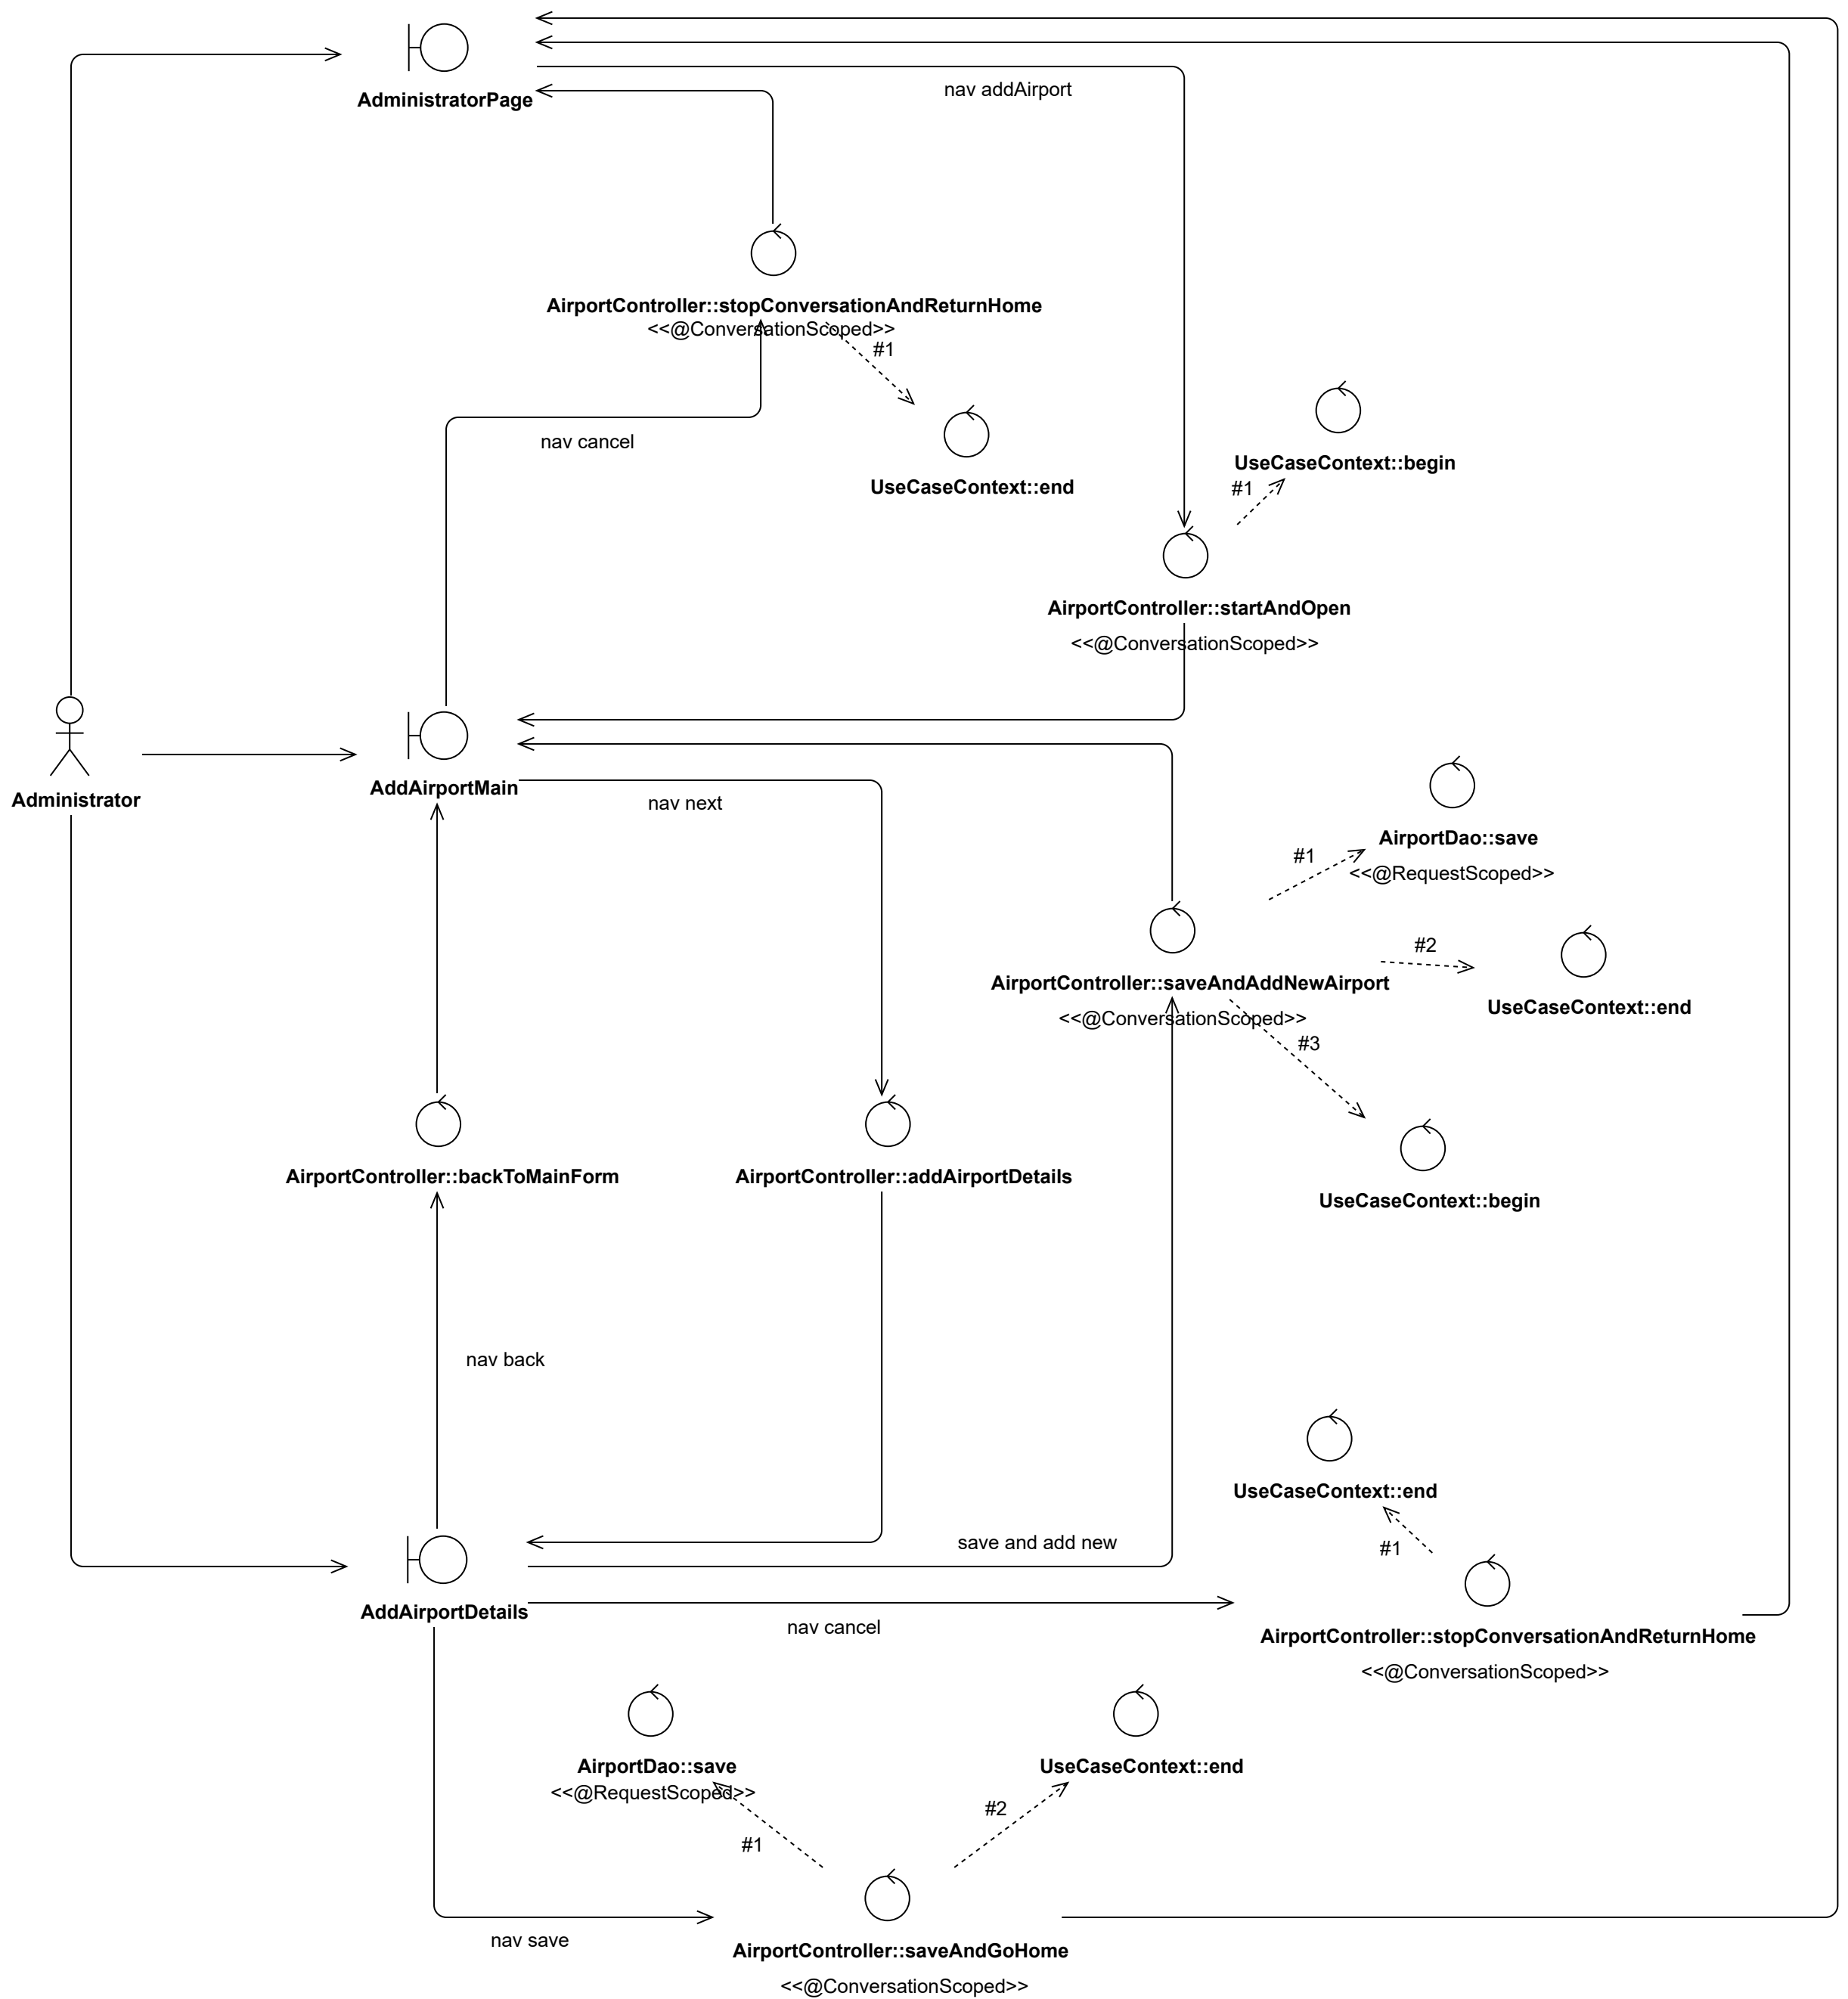 nav addAirport
AdministratorPage
AirportController::stopConversationAndReturnHome
<<@ConversationScoped>>
#1
nav cancel
UseCaseContext::begin
UseCaseContext::end
#1
AirportController::startAndOpen
<<@ConversationScoped>>
Administrator
AddAirportMain
nav next
AirportDao::save
#1
<<@RequestScoped>>
#2
AirportController::saveAndAddNewAirport
<<@ConversationScoped>>
UseCaseContext::end
#3
AirportController::backToMainForm
AirportController::addAirportDetails
UseCaseContext::begin
nav back
UseCaseContext::end
save and add new
#1
AddAirportDetails
nav cancel
AirportController::stopConversationAndReturnHome
<<@ConversationScoped>>
AirportDao::save
<<@RequestScoped>>
UseCaseContext::end
#2
#1
nav save
AirportController::saveAndGoHome
<<@ConversationScoped>>